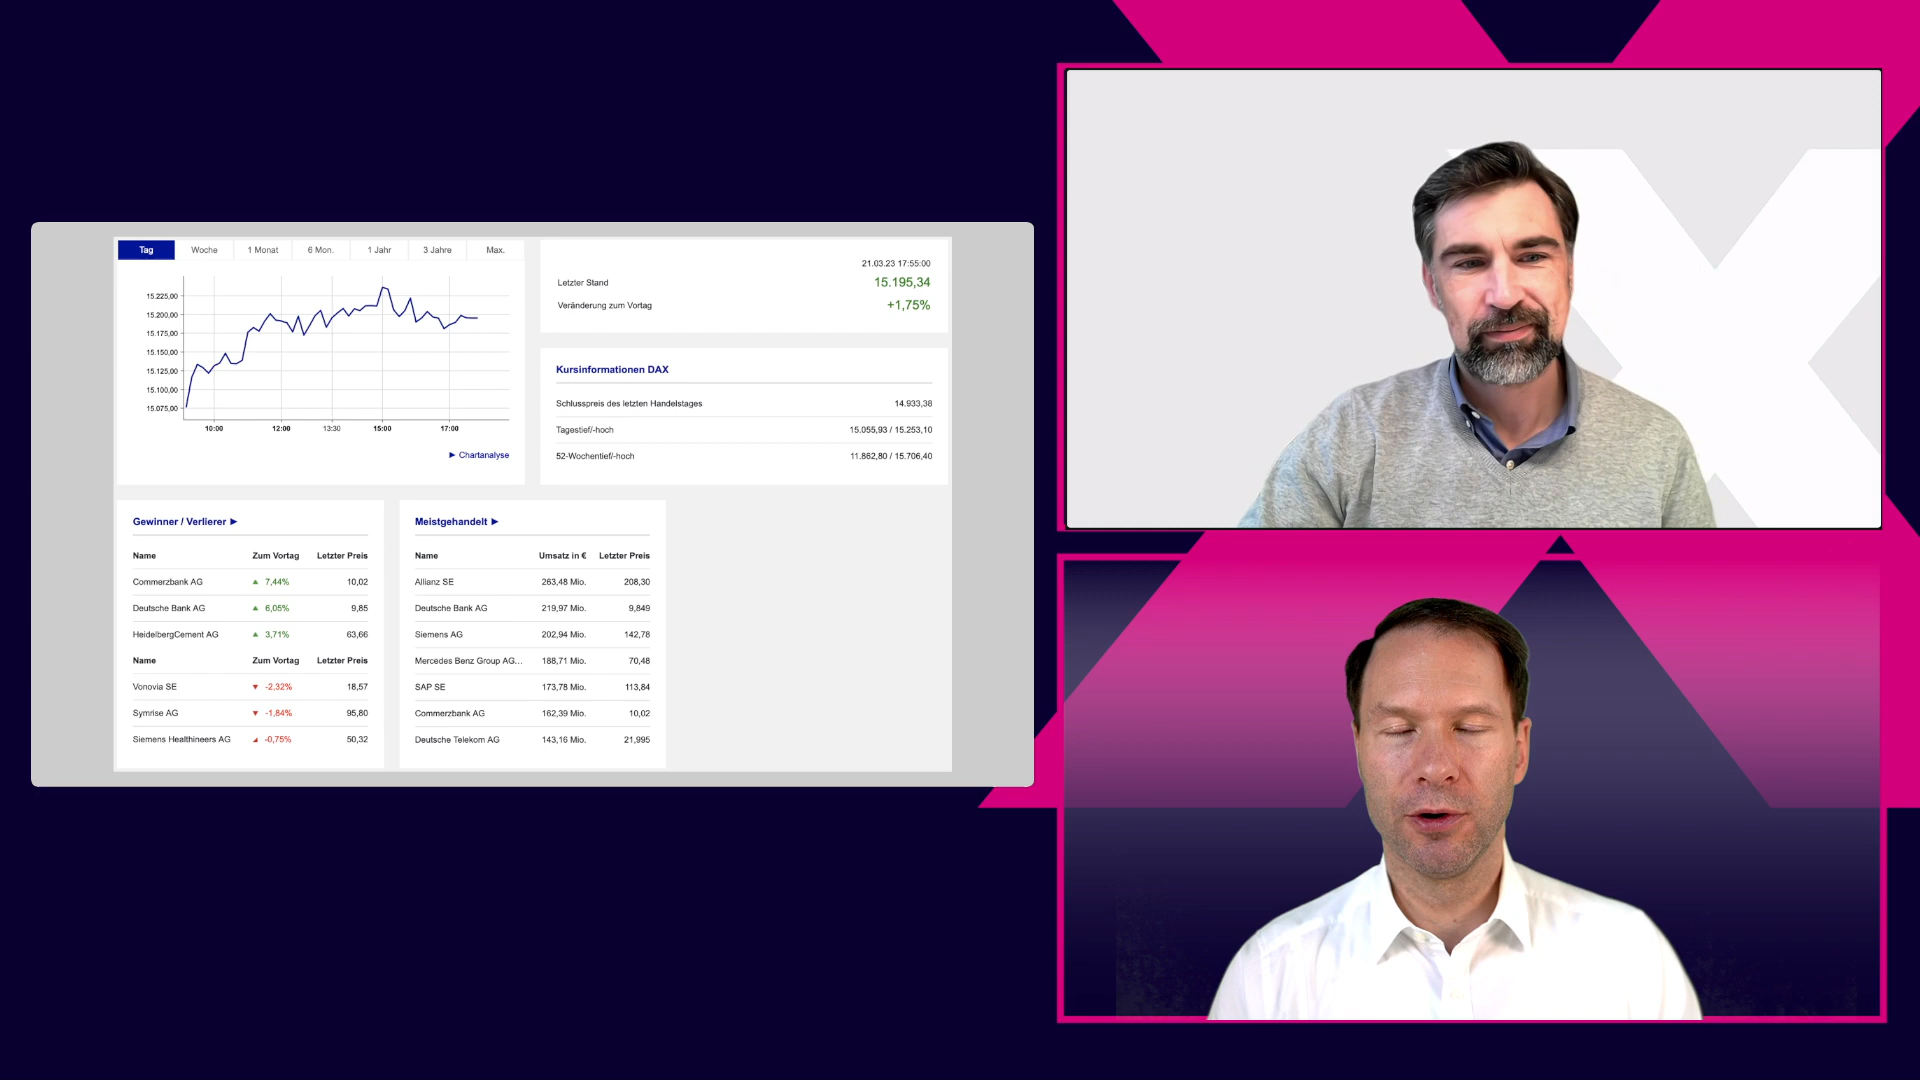 Tag Woche 1 Monat 6 Mon. 1 Jahr 3 Jahre Max.
15.225,00
15.200,00
15.175,00
15.150,00
15.125,00
15.100,00
15.075,00
10:00 12:00 13:30 15:00 17:00
► Chartanalyse
21.03.23 17:55:00
Letzter Stand 15.195,34
Veränderung zum Vortag +1,75%
Kursinformationen DAX
Schlusspreis des letzten Handelstages 14.933,38
Tagestief/-hoch 15.055,93 / 15.253,10
52-Wochentief/-hoch 11.862,80 / 15.706,40
Gewinner / Verlierer ►
Name Zum Vortag Letzter Preis
Commerzbank AG ▲ 7,44% 10,02
Deutsche Bank AG ▲ 6,05% 9,85
HeidelbergCement AG ▲ 3,71% 63,66
Name Zum Vortag Letzter Preis
Vonovia SE ▼ -2,32% 18,57
Symrise AG ▼ -1,84% 95,80
Siemens Healthineers AG -0,75% 50,32
Meistgehandelt ►
Name Umsatz in € Letzter Preis
Allianz SE 263,48 Mio. 208,30
Deutsche Bank AG 219,97 Mio. 9,849
Siemens AG 202,94 Mio. 142,78
Mercedes Benz Group AG... 188,71 Mio. 70,48
SAP SE 173,78 Mio. 113,84
Commerzbank AG 162,39 Mio. 10,02
Deutsche Telekom AG 143,16 Mio. 21,995